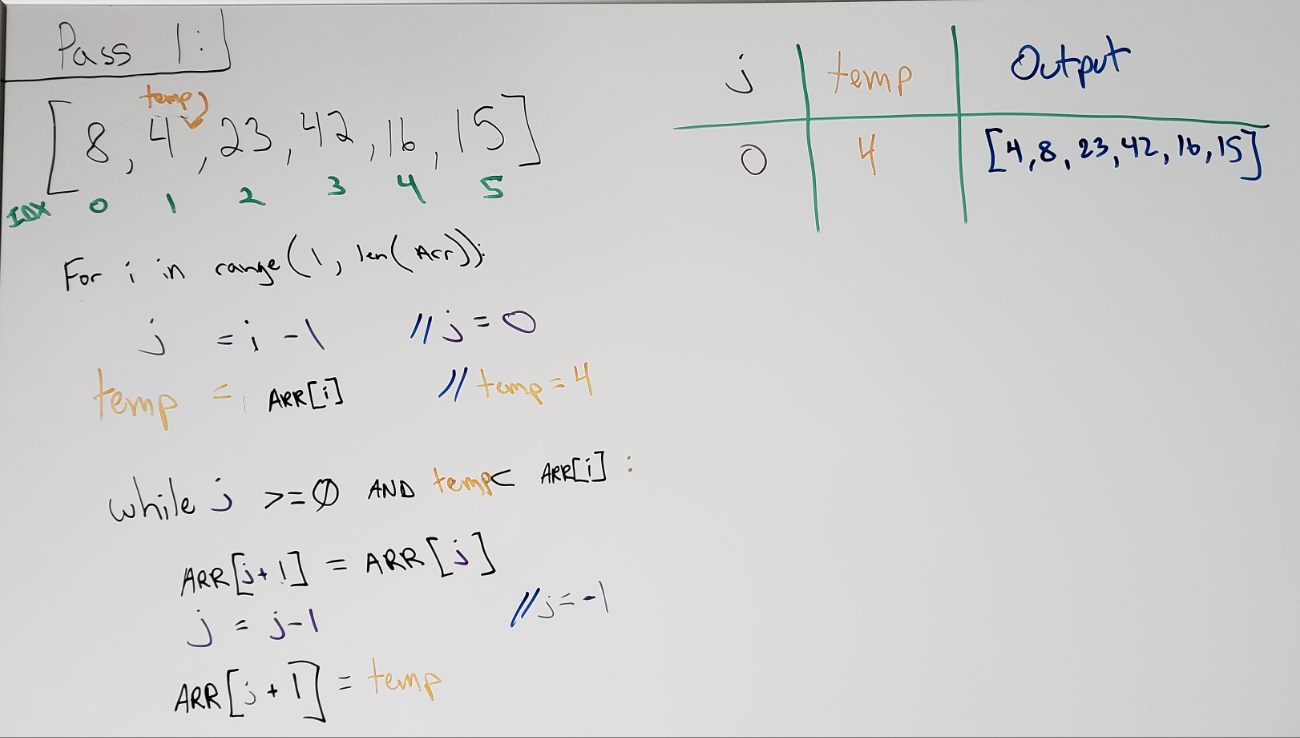 Pass 1:
temp
[8, 4, 23, 42, 16, 15]
IDX 0 1 2 3 4 5
For i in range(1, len(Arr)):
j = i - 1 // j = 0
temp = ARR[i] // temp = 4
while j >= 0 AND temp < ARR[i] :
ARR[j+1] = ARR[j]
j = j-1 // j = -1
ARR[j+1] = temp
j temp Output
0 4 [4, 8, 23, 42, 16, 15]